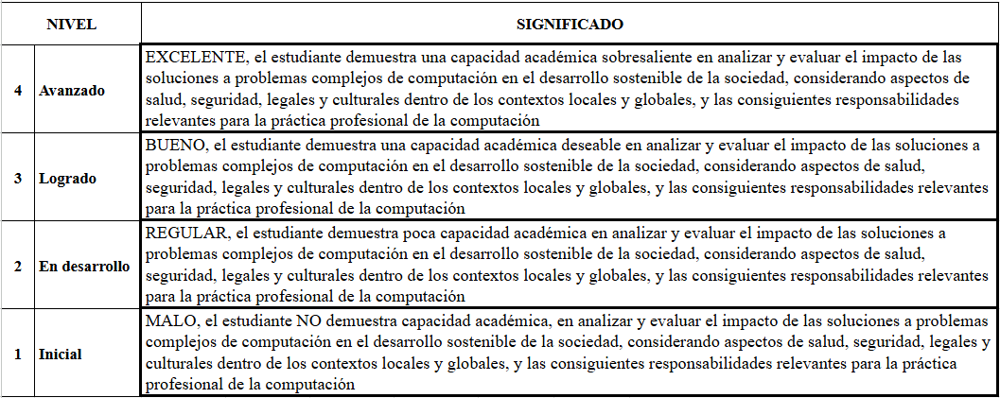 NIVEL SIGNIFICADO
EXCELENTE, el estudiante demuestra una capacidad académica sobresaliente en analizar y evaluar el impacto de las
soluciones a problemas complejos de computación en el desarrollo sostenible de la sociedad, considerando aspectos de
4 Avanzado
salud, seguridad, legales y culturales dentro de los contextos locales y globales, y las consiguientes responsabilidades
relevantes para la práctica profesional de la computación
BUENO, el estudiante demuestra una capacidad académica deseable en analizar y evaluar el impacto de las soluciones a
problemas complejos de computación en el desarrollo sostenible de la sociedad, considerando aspectos de salud,
3 Logrado
seguridad, legales y culturales dentro de los contextos locales y globales, y las consiguientes responsabilidades relevantes
para la práctica profesional de la computación
REGULAR, el estudiante demuestra poca capacidad académica en analizar y evaluar el impacto de las soluciones a
problemas complejos de computación en el desarrollo sostenible de la sociedad, considerando aspectos de salud,
2 En desarrollo
seguridad, legales y culturales dentro de los contextos locales y globales, y las consiguientes responsabilidades relevantes
para la práctica profesional de la computación
MALO, el estudiante NO demuestra capacidad académica, en analizar y evaluar el impacto de las soluciones a problemas
complejos de computación en el desarrollo sostenible de la sociedad, considerando aspectos de salud, seguridad, legales y
1 Inicial
culturales dentro de los contextos locales y globales, y las consiguientes responsabilidades relevantes para la práctica
profesional de la computación